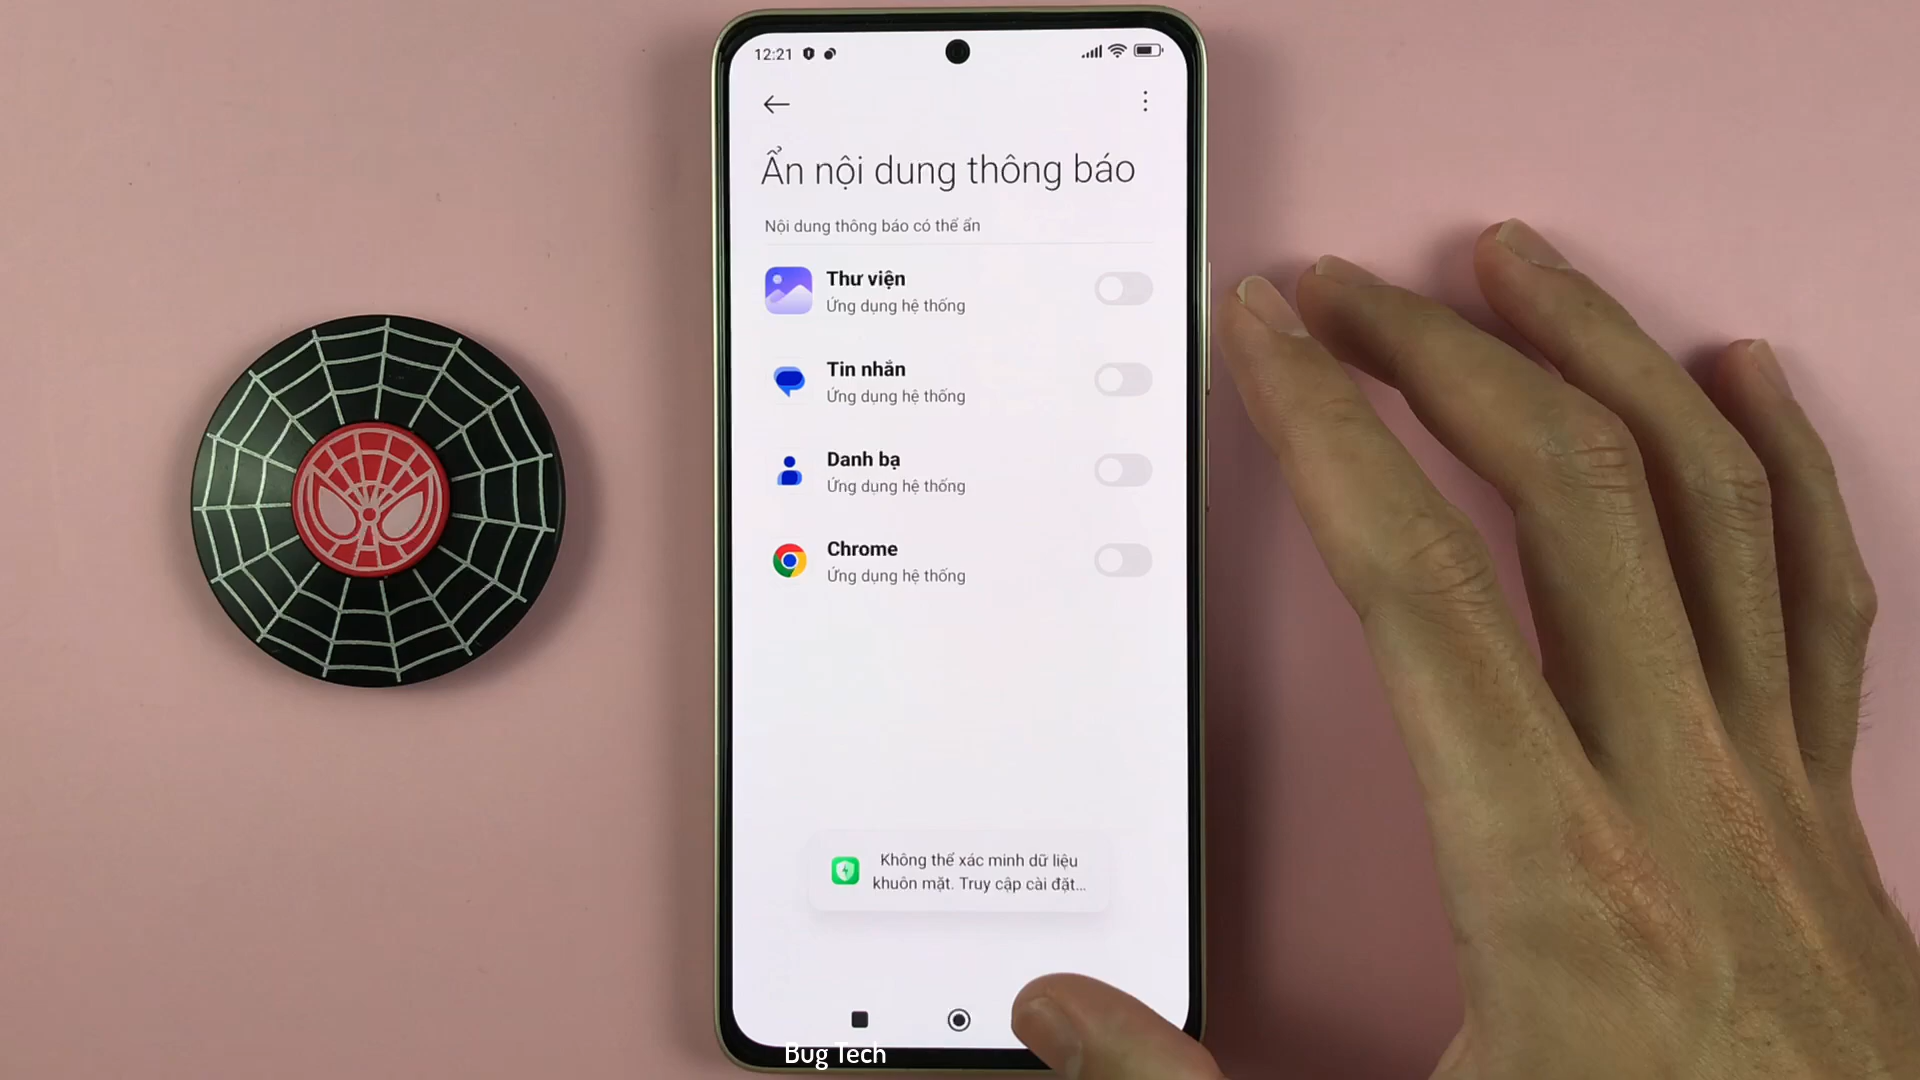 12:21
Ẩn nội dung thông báo
Nội dung thông báo có thể ẩn
Thư viện
Ứng dụng hệ thống
Tin nhắn
Ứng dụng hệ thống
Danh bạ
Ứng dụng hệ thống
Chrome
Ứng dụng hệ thống
Không thể xác minh dữ liệu
khuôn mặt. Truy cập cài đặt...
Bug Tech